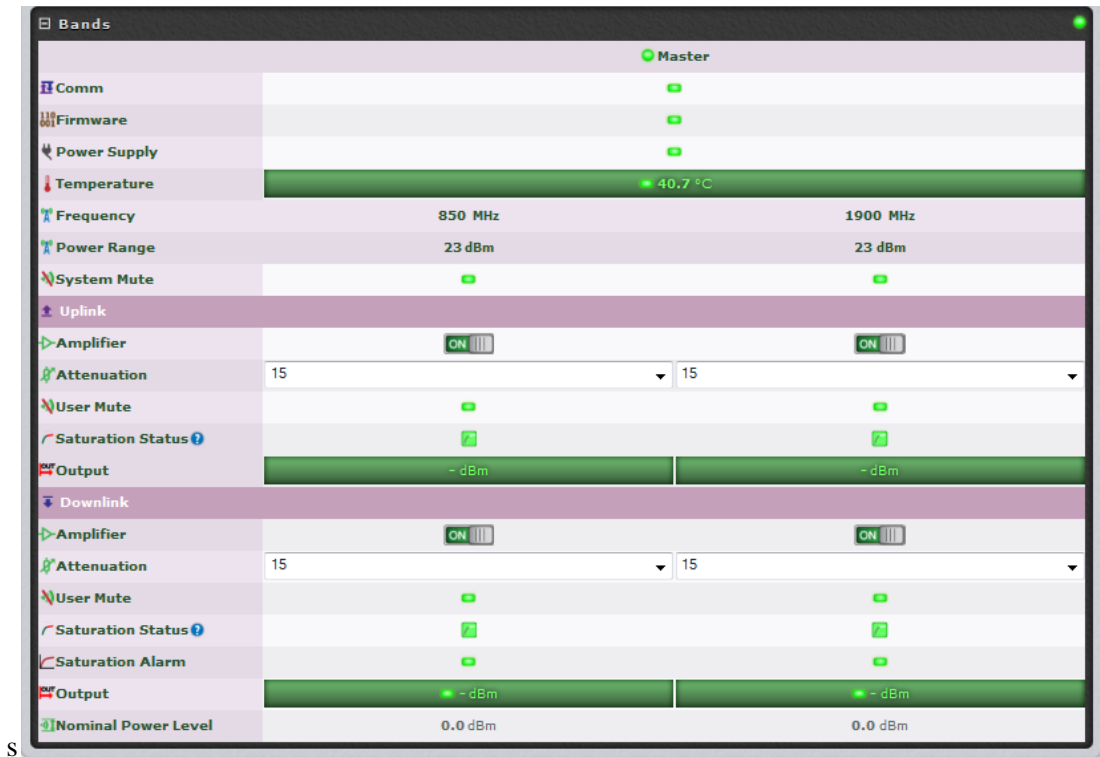 Bands
Master
Comm
Firmware
Power Supply
Temperature 40.7 °C
Frequency 850 MHz 1900 MHz
Power Range 23 dBm 23 dBm
System Mute
Uplink
Amplifier ON ON
Attenuation 15 15
User Mute
Saturation Status ?
Output - dBm - dBm
Downlink
Amplifier ON ON
Attenuation 15 15
User Mute
Saturation Status ?
Saturation Alarm
Output - dBm - dBm
Nominal Power Level 0.0 dBm 0.0 dBm
s